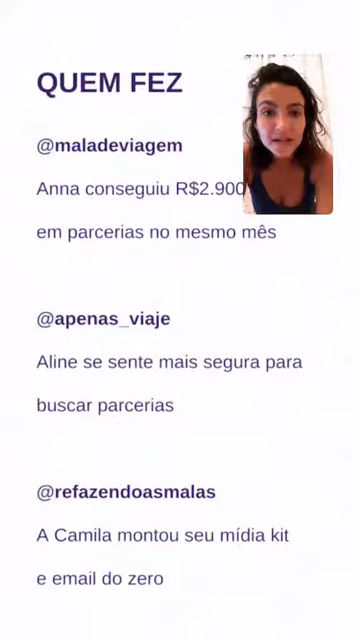 QUEM FEZ
@maladeviagem
Anna conseguiu R$2.900
em parcerias no mesmo mês
@apenas_viaje
Aline se sente mais segura para
buscar parcerias
@refazendoasmalas
A Camila montou seu mídia kit
e email do zero